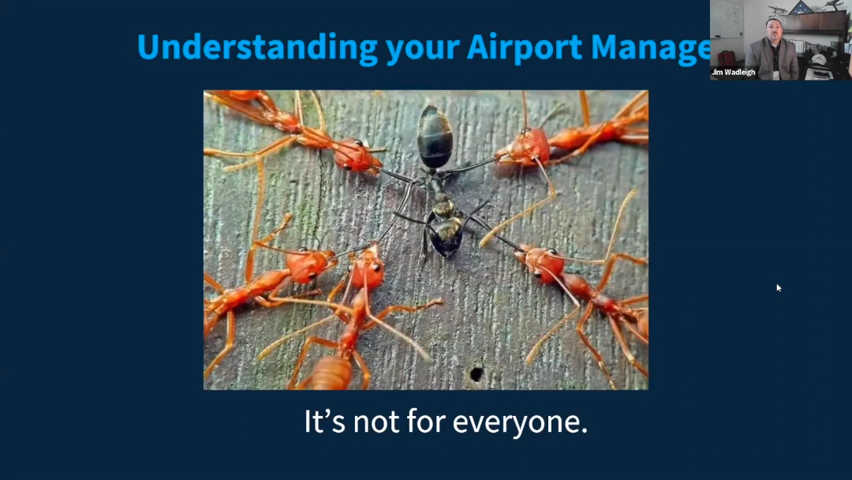 Understanding your Airport Manage
Jim Wadleigh
It's not for everyone.